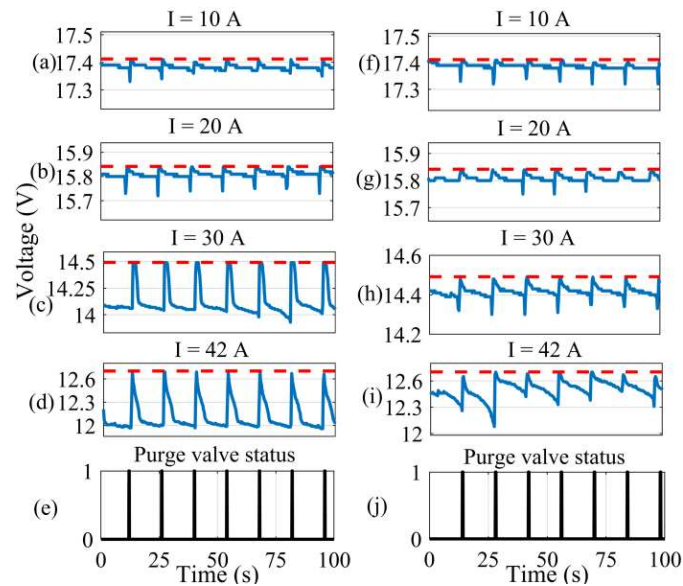 I = 10 A
17.5
(a)
17.4
17.3
I = 20 A
15.9
(b)
15.8
15.7
Voltage (V)
I = 30 A
14.5
14.25
(c)
14
I = 42 A
12.6
(d)
12.3
12
Purge valve status
1
(e)
0
0 25 50 75 100
Time (s)
I = 10 A
17.5
(f)
17.4
17.3
I = 20 A
15.9
(g)
15.8
15.7
I = 30 A
14.6
(h)
14.4
14.2
I = 42 A
12.6
(i)
12.3
12
Purge valve status
1
(j)
0
0 25 50 75 100
Time (s)